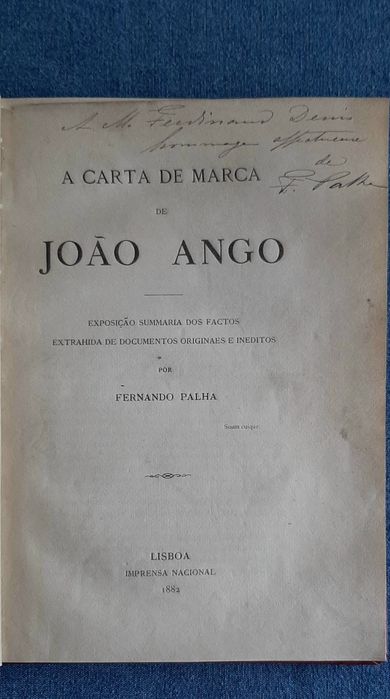 A M. Ferdinand Denis
hommage affectueux
de
F. Palha
A CARTA DE MARCA
DE
JOÃO ANGO
EXPOSIÇÃO SUMMARIA DOS FACTOS
EXTRAHIDA DE DOCUMENTOS ORIGINAES E INEDITOS
POR
FERNANDO PALHA
Suum cuique.
LISBOA
IMPRENSA NACIONAL
1882